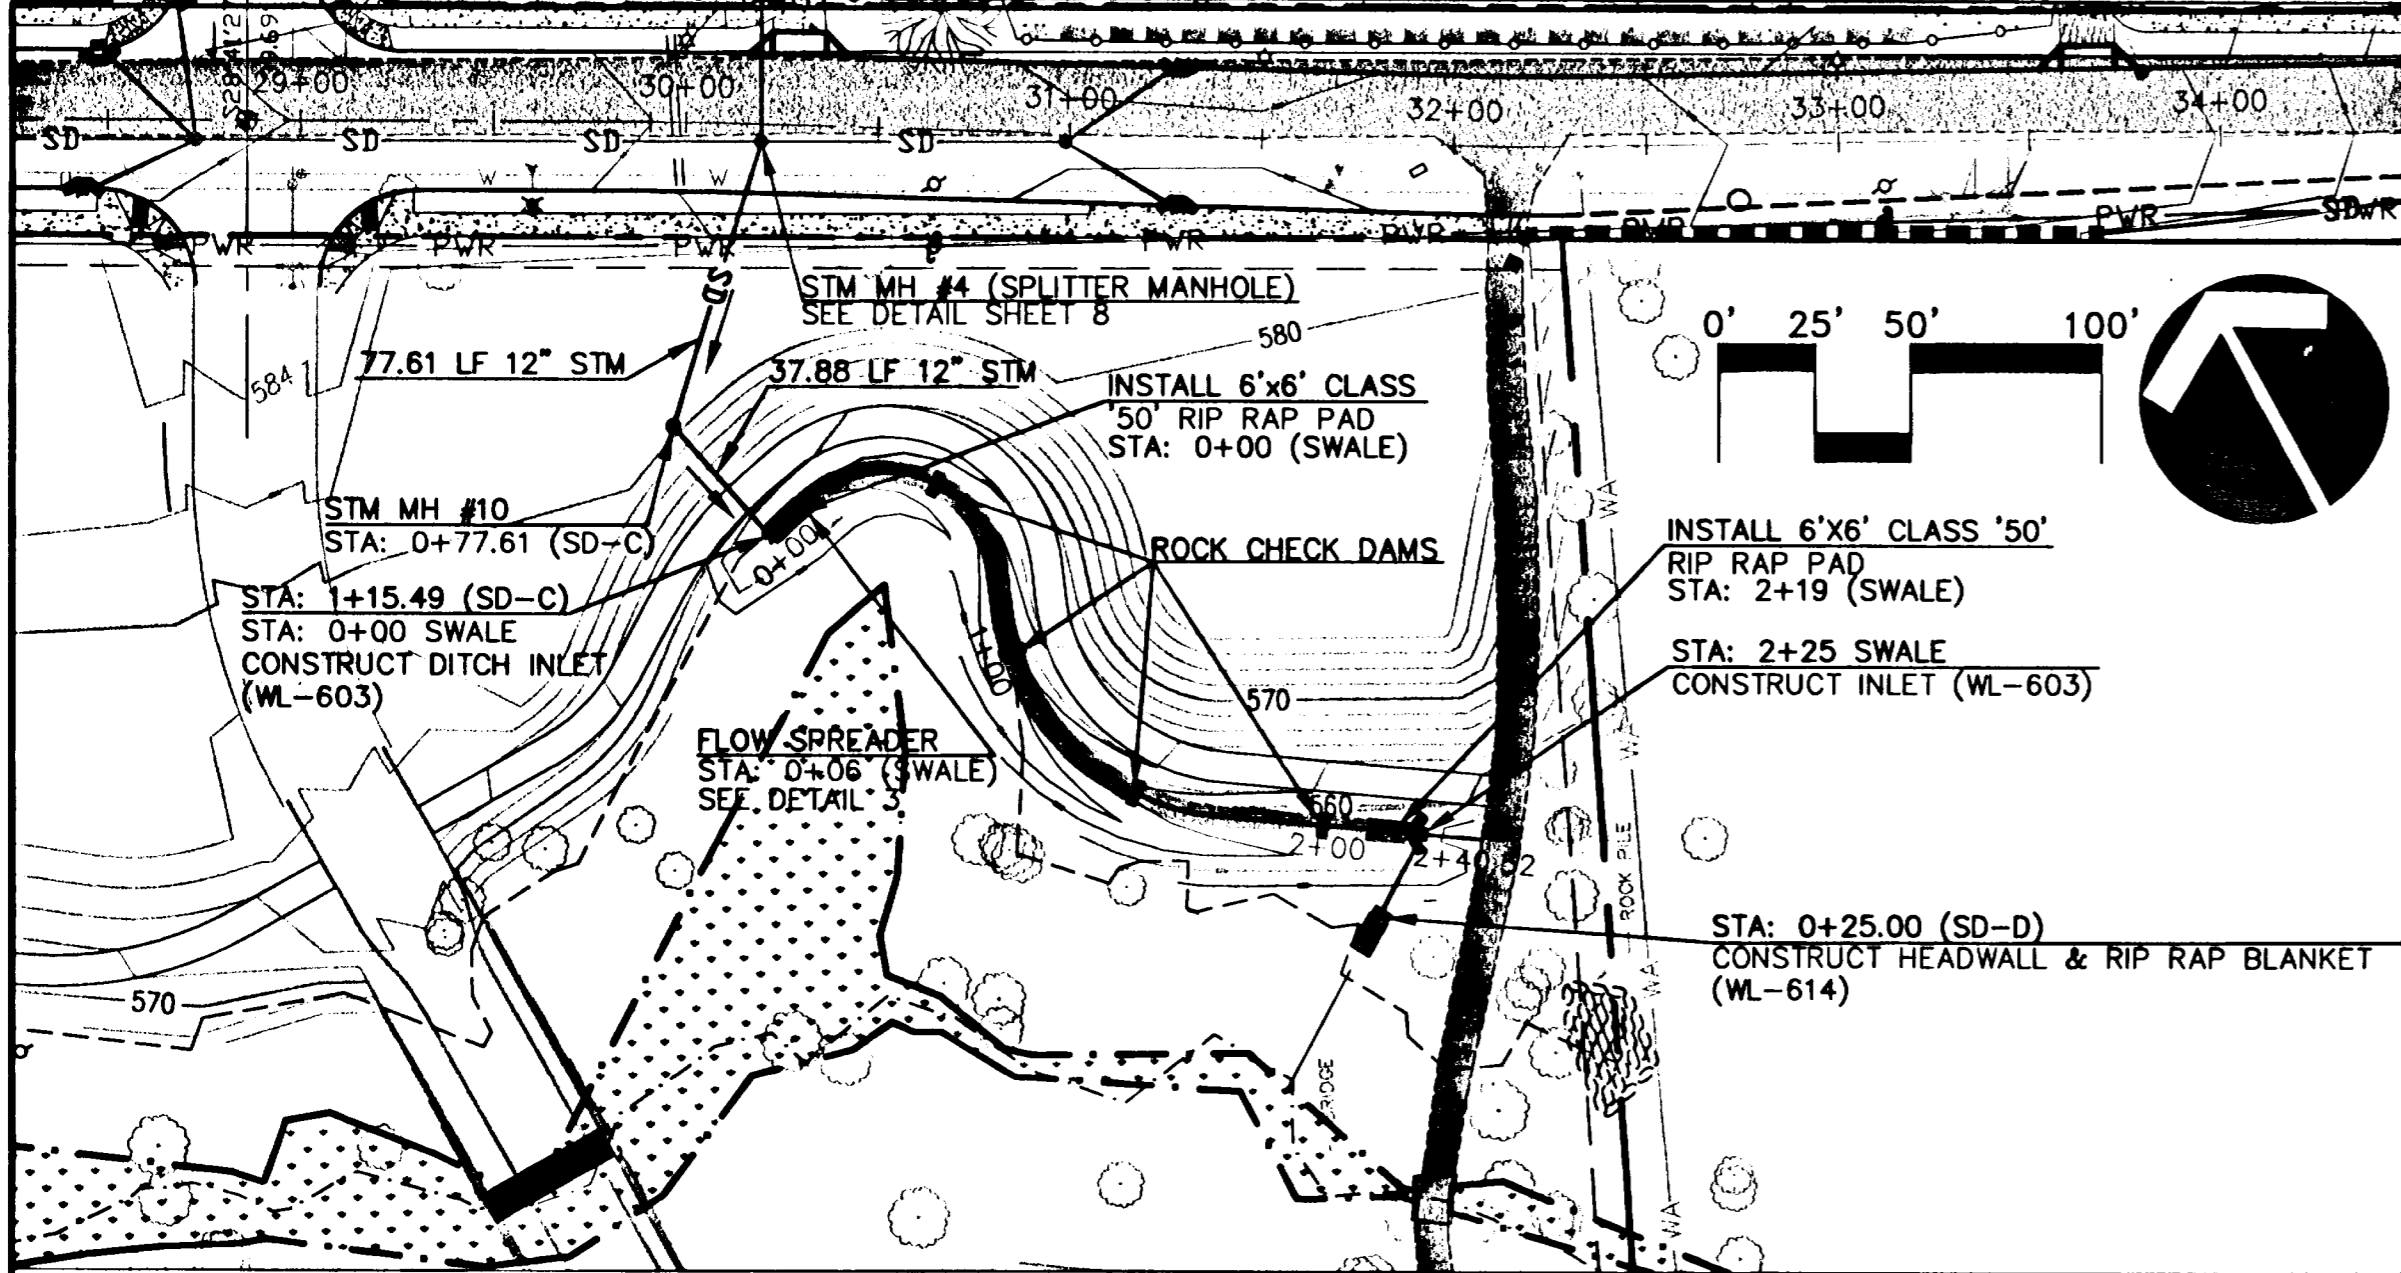 29+00
30+00
31+00
32+00
33+00
34+00
SD
SD
SD
SD
W
W
PWR
PWR
PWR
PWR
PWR
PWR
PWR
SD
STM MH #4 (SPLITTER MANHOLE)
SEE DETAIL SHEET 8
580
0' 25' 50' 100'
77.61 LF 12" STM
37.88 LF 12" STM
584
INSTALL 6'x6' CLASS
'50' RIP RAP PAD
STA: 0+00 (SWALE)
STM MH #10
STA: 0+77.61 (SD-C)
ROCK CHECK DAMS
INSTALL 6'X6' CLASS '50'
RIP RAP PAD
STA: 2+19 (SWALE)
WA
0+00
STA: 1+15.49 (SD-C)
STA: 0+00 SWALE
CONSTRUCT DITCH INLET
(WL-603)
1+00
STA: 2+25 SWALE
CONSTRUCT INLET (WL-603)
570
FLOW SPREADER
STA: 0+06 (SWALE)
SEE DETAIL 3
WA
560
2+00
2+40.52
ROCK PILE
STA: 0+25.00 (SD-D)
CONSTRUCT HEADWALL & RIP RAP BLANKET
(WL-614)
WA
570
WA